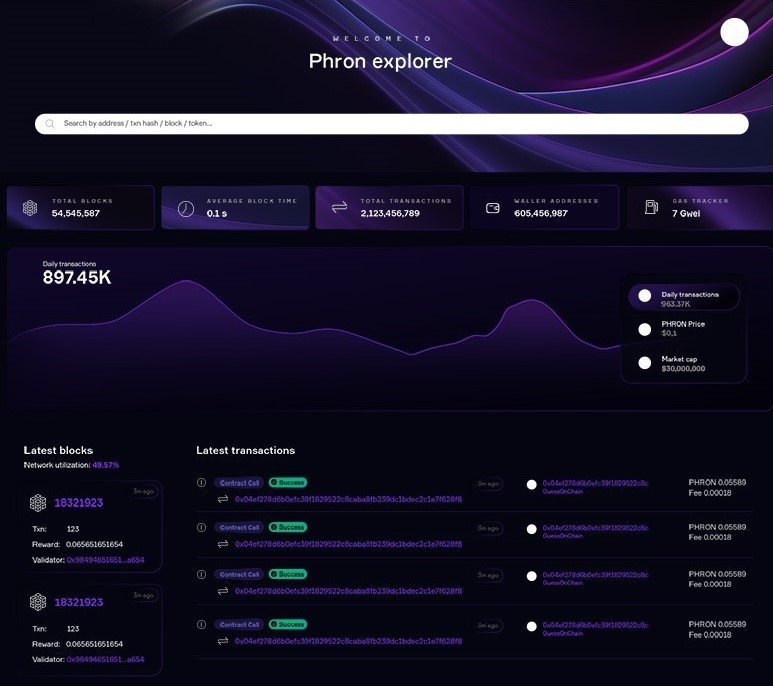 WELCOME TO
Phron explorer
Search by address / txn hash / block / token...
TOTAL BLOCKS
54,545,587
AVERAGE BLOCK TIME
0.1 s
TOTAL TRANSACTIONS
2,123,456,789
WALLER ADDRESSES
605,456,987
GAS TRACKER
7 Gwei
Daily transactions
897.45K
Daily transactions
963.37K
PHRON Price
$0,1
Market cap
$30,000,000
Latest blocks
Network utilization: 49.57%
3m ago
18321923
Txn: 123
Reward: 0.065651651654
Validator: 0x98494651651...a654
3m ago
18321923
Txn: 123
Reward: 0.065651651654
Validator: 0x98494651651...a654
Latest transactions
Contract Call Success
0x04ef278d6b0efc39f1829522c8caba8fb239dc1bdec2c1e7f628f8
3m ago
0x04ef278d6b0efc39f1829522c8c
QuessOnChain
PHRON 0.05589
Fee 0.00018
Contract Call Success
0x04ef278d6b0efc39f1829522c8caba8fb239dc1bdec2c1e7f628f8
3m ago
0x04ef278d6b0efc39f1829522c8c
QuessOnChain
PHRON 0.05589
Fee 0.00018
Contract Call Success
0x04ef278d6b0efc39f1829522c8caba8fb239dc1bdec2c1e7f628f8
3m ago
0x04ef278d6b0efc39f1829522c8c
QuessOnChain
PHRON 0.05589
Fee 0.00018
Contract Call Success
0x04ef278d6b0efc39f1829522c8caba8fb239dc1bdec2c1e7f628f8
3m ago
0x04ef278d6b0efc39f1829522c8c
QuessOnChain
PHRON 0.05589
Fee 0.00018